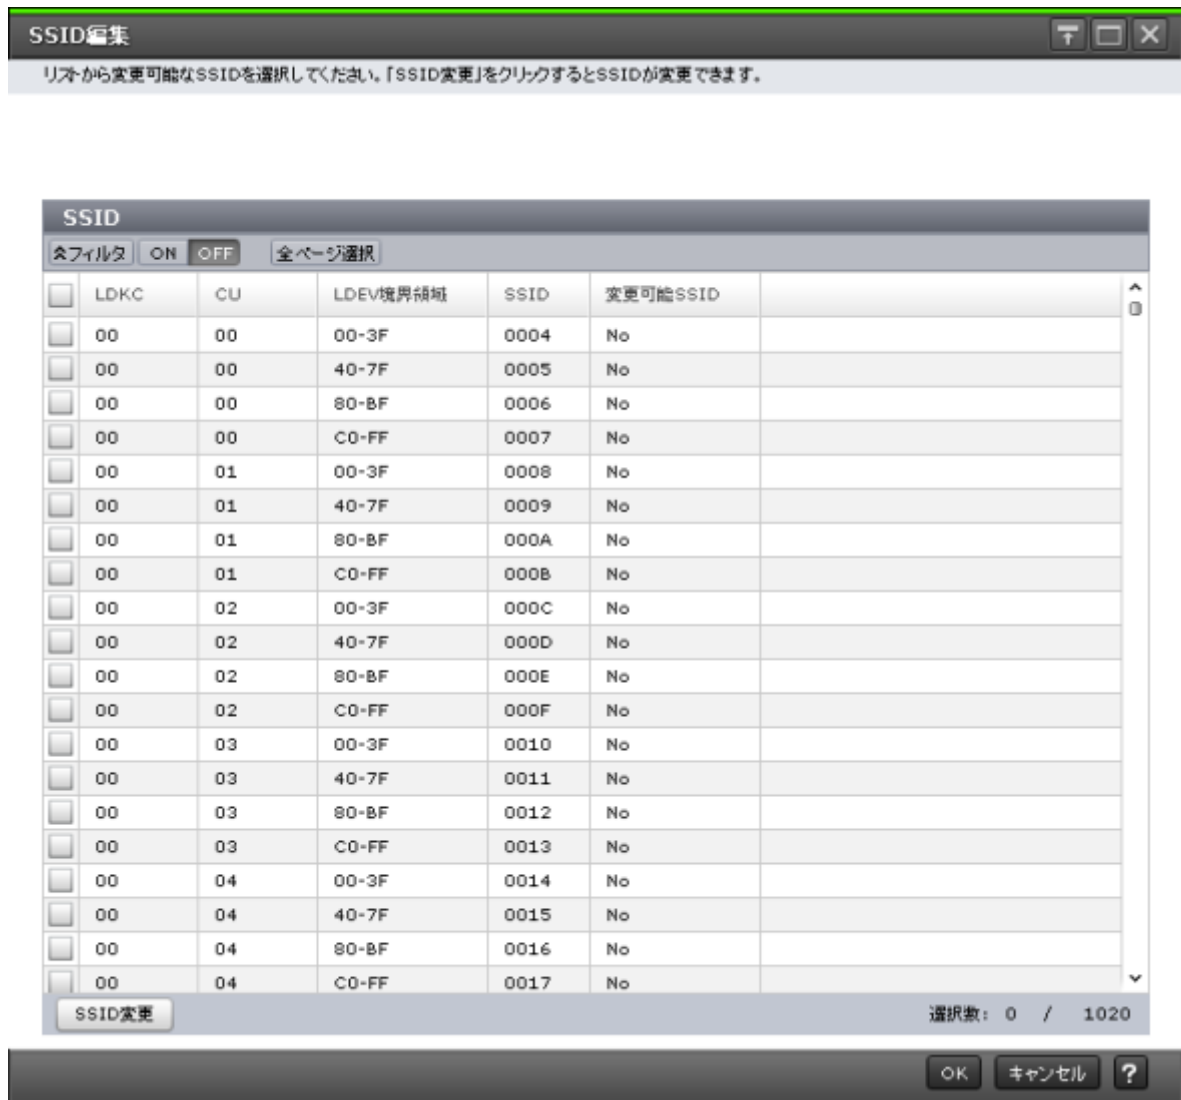 SSID編集
リストから変更可能なSSIDを選択してください。「SSID変更」をクリックするとSSIDが変更できます。
SSID
フィルタ ON OFF 全ページ選択
LDKC CU LDEV境界領域 SSID 変更可能SSID
00 00 00-3F 0004 No
00 00 40-7F 0005 No
00 00 80-BF 0006 No
00 00 C0-FF 0007 No
00 01 00-3F 0008 No
00 01 40-7F 0009 No
00 01 80-BF 000A No
00 01 C0-FF 000B No
00 02 00-3F 000C No
00 02 40-7F 000D No
00 02 80-BF 000E No
00 02 C0-FF 000F No
00 03 00-3F 0010 No
00 03 40-7F 0011 No
00 03 80-BF 0012 No
00 03 C0-FF 0013 No
00 04 00-3F 0014 No
00 04 40-7F 0015 No
00 04 80-BF 0016 No
00 04 C0-FF 0017 No
SSID変更 選択数: 0 / 1020
OK キャンセル ?